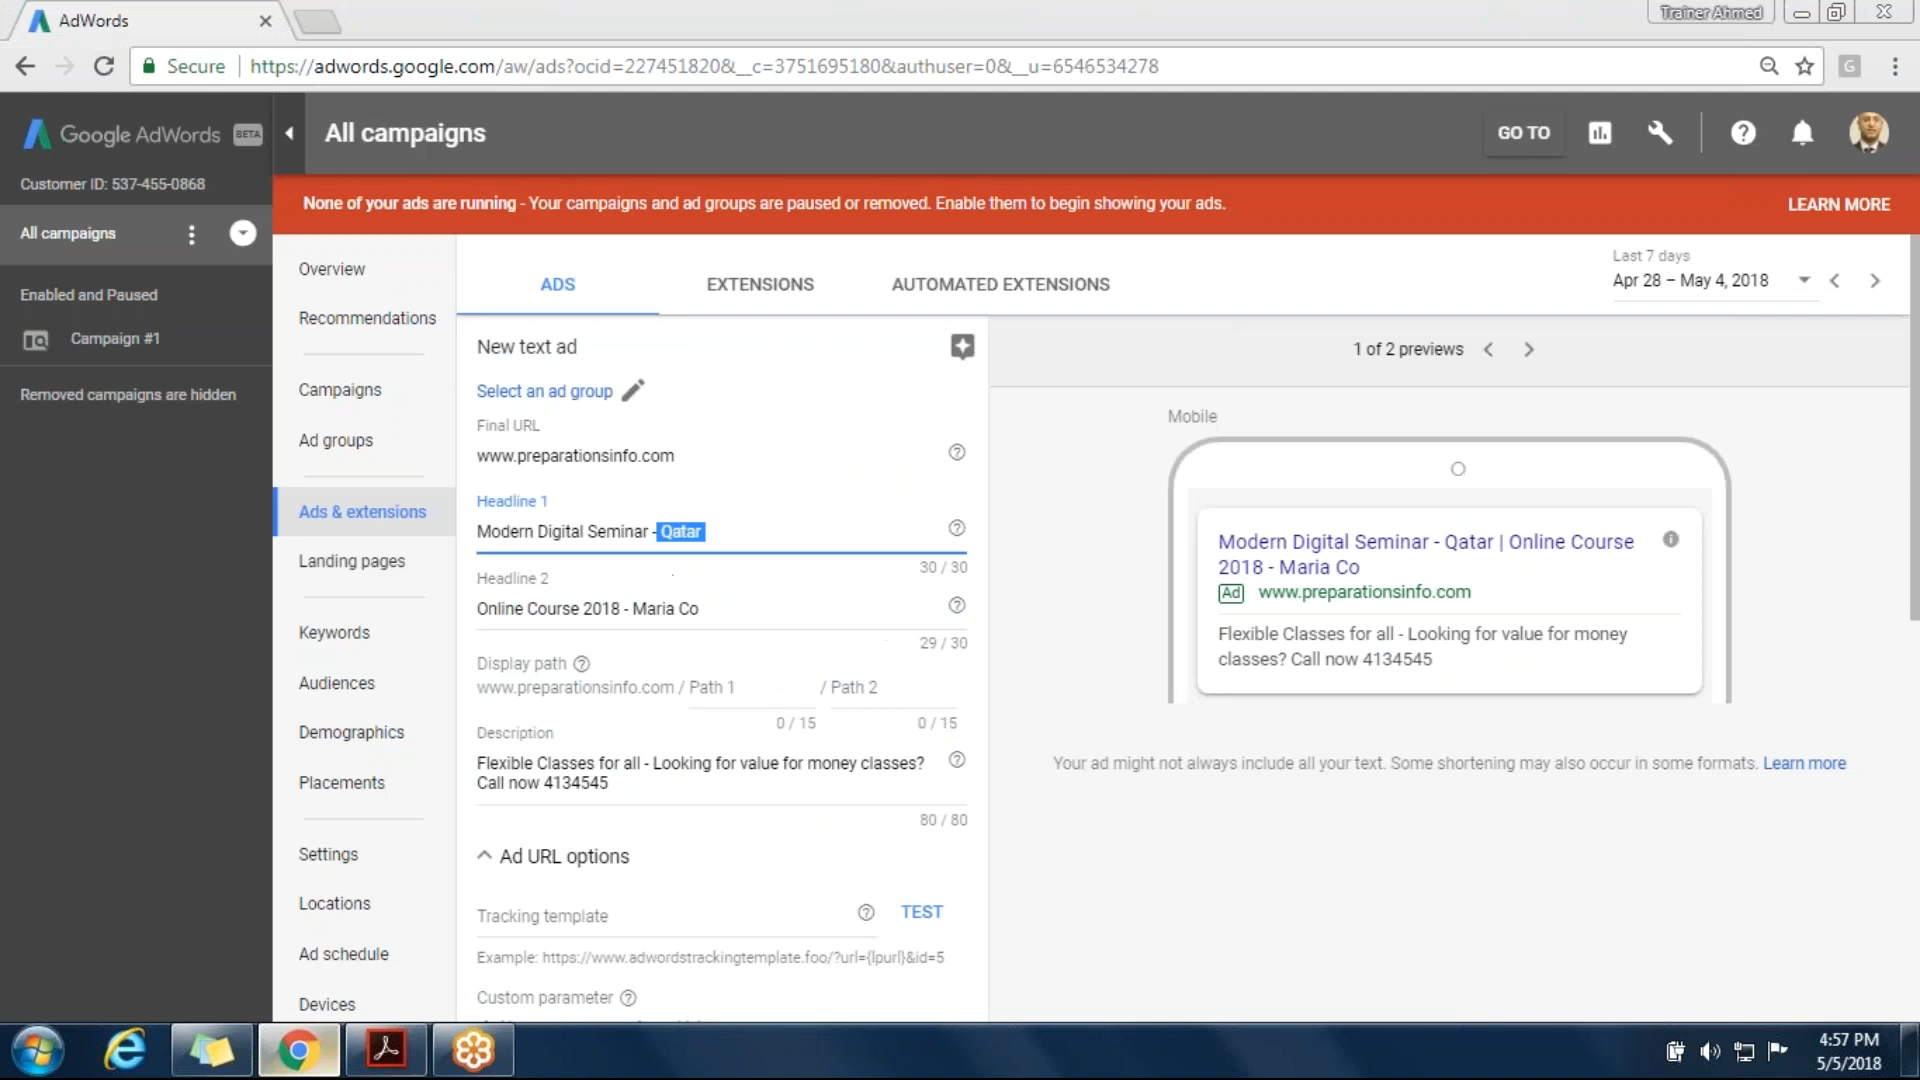 AdWords
Trainer Ahmed
Secure https://adwords.google.com/aw/ads?ocid=227451820&__c=3751695180&authuser=0&__u=6546534278
G
Google AdWords BETA
All campaigns
GO TO
Customer ID: 537-455-0868
None of your ads are running - Your campaigns and ad groups are paused or removed. Enable them to begin showing your ads.
LEARN MORE
All campaigns
Enabled and Paused
Campaign #1
Removed campaigns are hidden
Overview
Recommendations
Campaigns
Ad groups
Ads & extensions
Landing pages
Keywords
Audiences
Demographics
Placements
Settings
Locations
Ad schedule
Devices
ADS
EXTENSIONS
AUTOMATED EXTENSIONS
Last 7 days
Apr 28 – May 4, 2018
New text ad
Select an ad group
Final URL
www.preparationsinfo.com
Headline 1
Modern Digital Seminar - Qatar
30 / 30
Headline 2
Online Course 2018 - Maria Co
29 / 30
Display path
www.preparationsinfo.com / Path 1 / Path 2
0 / 15
0 / 15
Description
Flexible Classes for all - Looking for value for money classes?
Call now 4134545
80 / 80
Ad URL options
Tracking template
TEST
Example: https://www.adwordstrackingtemplate.foo/?url={lpurl}&id=5
Custom parameter
1 of 2 previews
Mobile
Modern Digital Seminar - Qatar | Online Course
2018 - Maria Co
Ad www.preparationsinfo.com
Flexible Classes for all - Looking for value for money
classes? Call now 4134545
Your ad might not always include all your text. Some shortening may also occur in some formats. Learn more
4:57 PM
5/5/2018